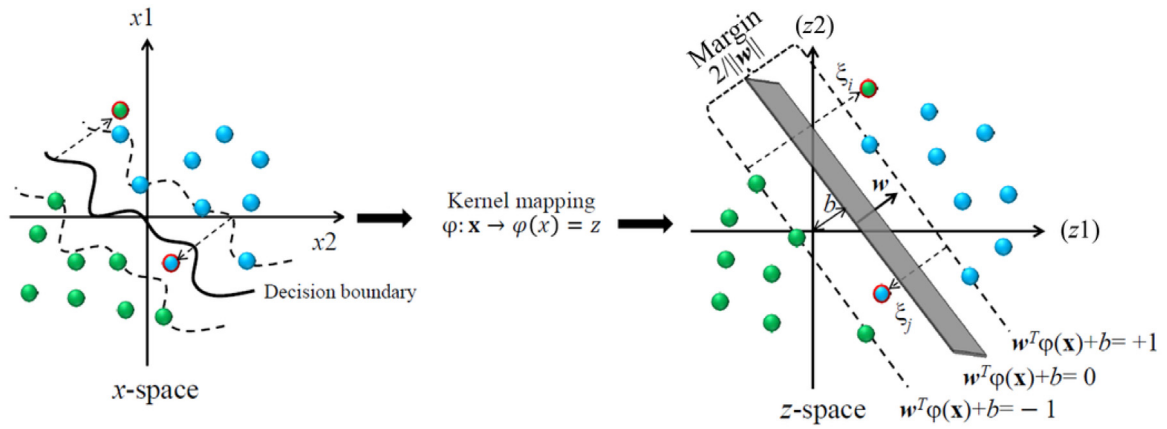 x1
x2
Decision boundary
x-space
Kernel mapping
φ: x → φ(x) = z
Margin
2/||w||
(z2)
ξi
w
b
(z1)
ξj
wᵀφ(x)+b= +1
wᵀφ(x)+b= 0
wᵀφ(x)+b= − 1
z-space